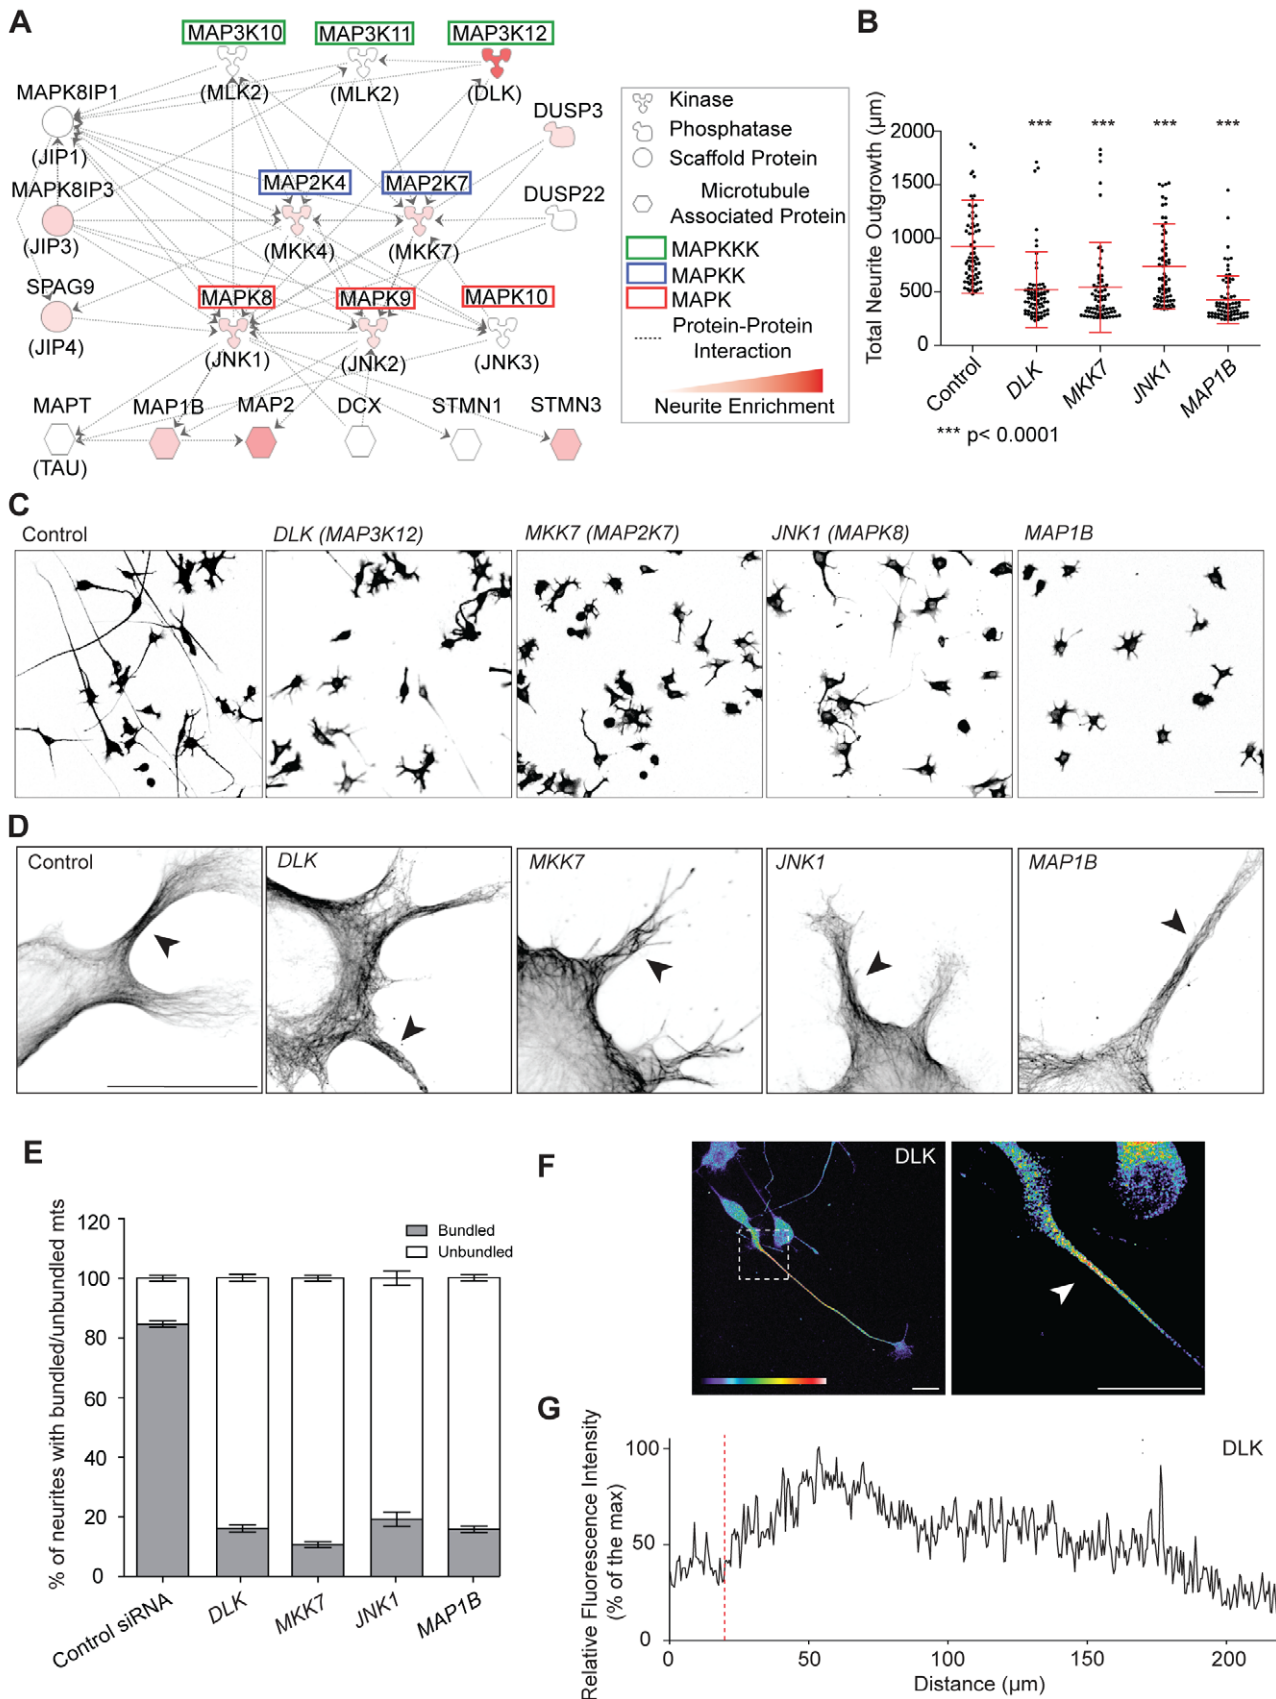 A
MAP3K10
MAP3K11
MAP3K12
(MLK2)
(MLK2)
(DLK)
MAPK8IP1
(JIP1)
DUSP3
MAPK8IP3
(JIP3)
MAP2K4
MAP2K7
DUSP22
(MKK4)
(MKK7)
SPAG9
(JIP4)
MAPK8
MAPK9
MAPK10
(JNK1)
(JNK2)
(JNK3)
MAPT
MAP1B
MAP2
DCX
STMN1
STMN3
(TAU)
Kinase
Phosphatase
Scaffold Protein
Microtubule
Associated Protein
MAPKKK
MAPKK
MAPK
Protein-Protein
Interaction
Neurite Enrichment
B
Total Neurite Outgrowth (µm)
2000
1500
1000
500
0
*** *** *** ***
Control
DLK
MKK7
JNK1
MAP1B
*** p< 0.0001
C
Control
DLK (MAP3K12)
MKK7 (MAP2K7)
JNK1 (MAPK8)
MAP1B
D
Control
DLK
MKK7
JNK1
MAP1B
E
% of neurites with bundled/unbundled mts
120
100
80
60
40
20
0
Bundled
Unbundled
Control siRNA
DLK
MKK7
JNK1
MAP1B
F
DLK
G
DLK
Relative Fluorescence Intensity
(% of the max)
100
50
0
0
50
100
150
200
Distance (µm)